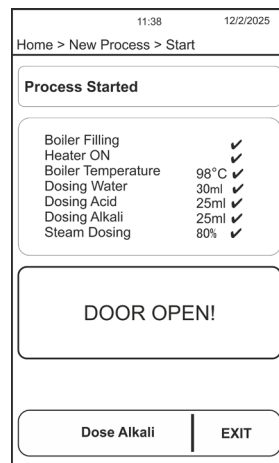 11:38 12/2/2025
Home > New Process > Start
Process Started
Boiler Filling ✔
Heater ON ✔
Boiler Temperature 98°C ✔
Dosing Water 30ml ✔
Dosing Acid 25ml ✔
Dosing Alkali 25ml ✔
Steam Dosing 80% ✔
DOOR OPEN!
Dose Alkali EXIT